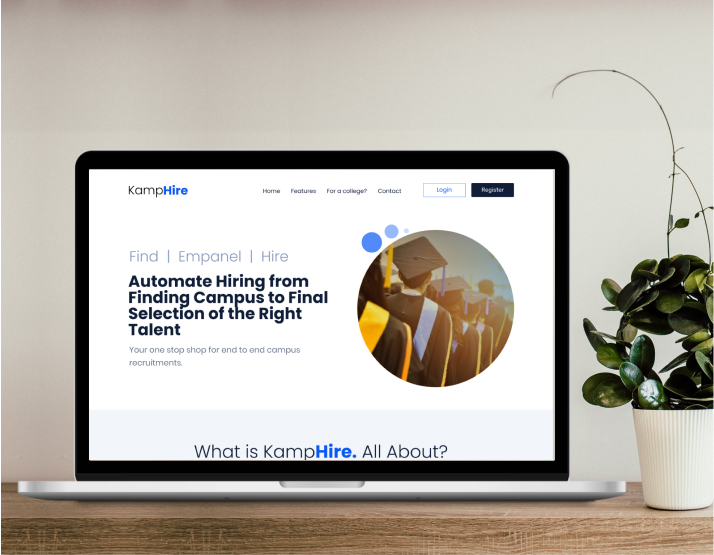 KampHire
Home
Features
For a college?
Contact
Login
Register
Find | Empanel | Hire
Automate Hiring from
Finding Campus to Final
Selection of the Right
Talent
Your one stop shop for end to end campus
recruitments.
What is KampHire. All About?